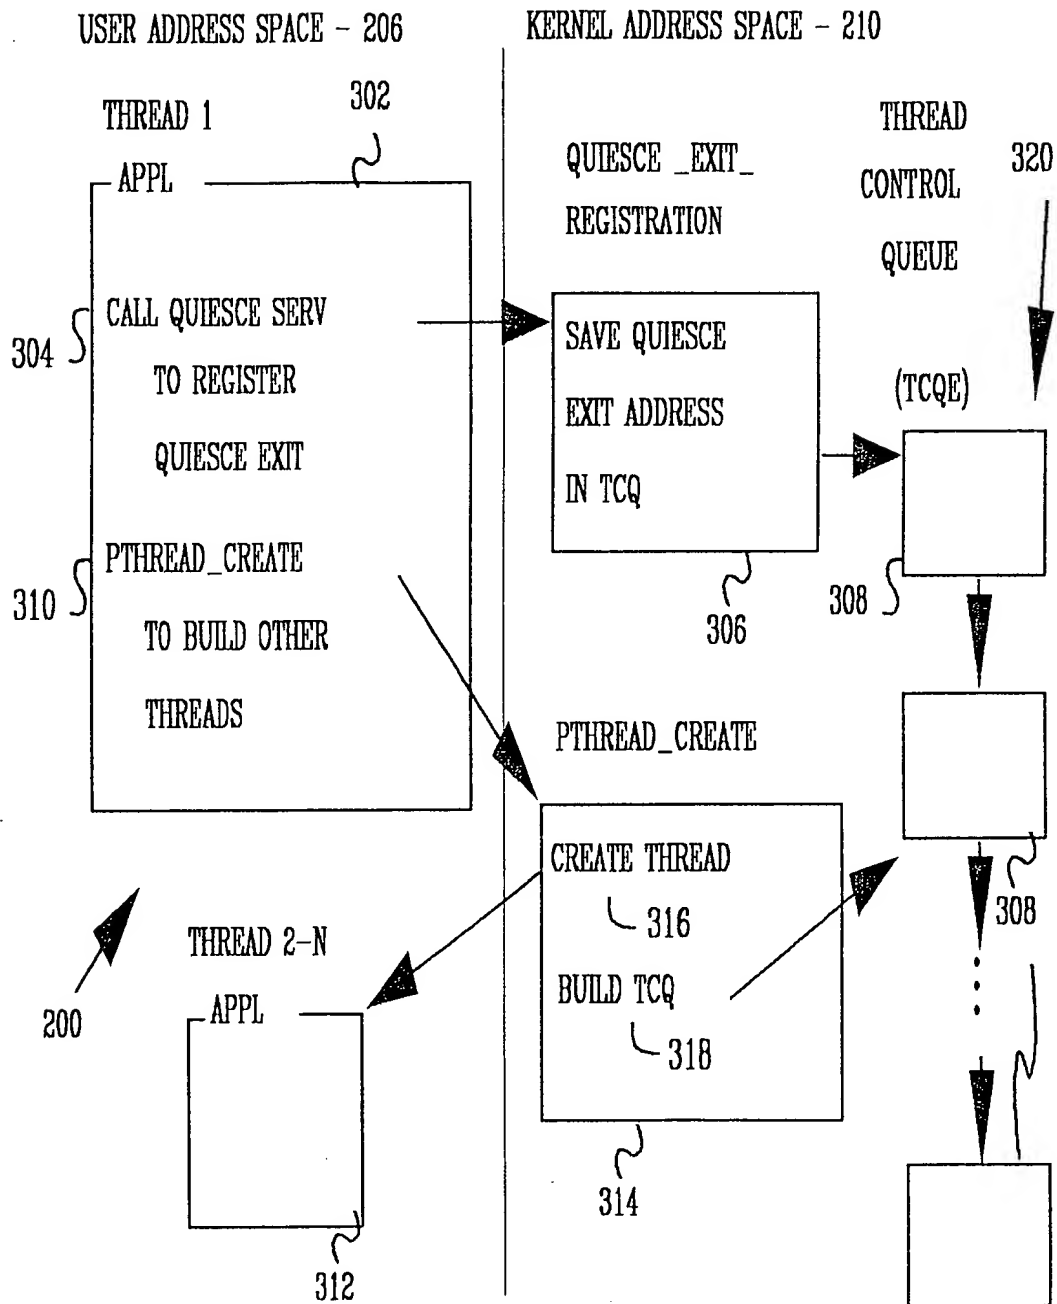 USER ADDRESS SPACE - 206
KERNEL ADDRESS SPACE - 210
THREAD 1
302
APPL
CALL QUIESCE SERV
TO REGISTER
QUIESCE EXIT
304
PTHREAD_CREATE
TO BUILD OTHER
THREADS
310
200
THREAD 2-N
APPL
312
QUIESCE _EXIT_
REGISTRATION
SAVE QUIESCE
EXIT ADDRESS
IN TCQ
306
PTHREAD_CREATE
CREATE THREAD
316
BUILD TCQ
318
314
THREAD
CONTROL
QUEUE
320
(TCQE)
308
308